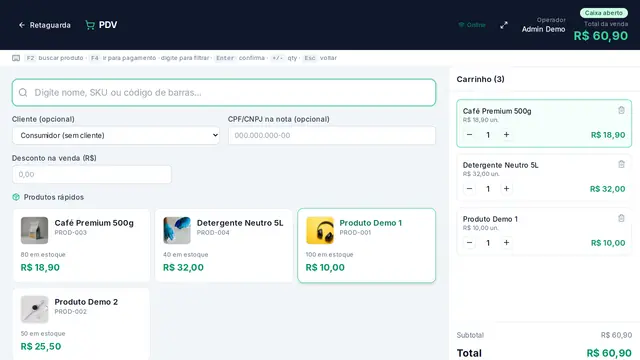 Retaguarda
PDV
Online
Operador
Admin Demo
Caixa aberto
Total da venda
R$ 60,90
F2 buscar produto · F4 ir para pagamento · digite para filtrar · Enter confirma · +/- qty · Esc voltar
Digite nome, SKU ou código de barras...
Cliente (opcional)
CPF/CNPJ na nota (opcional)
Consumidor (sem cliente)
000.000.000-00
Desconto na venda (R$)
0,00
Produtos rápidos
Café Premium 500g
PROD-003
80 em estoque
R$ 18,90
Detergente Neutro 5L
PROD-004
40 em estoque
R$ 32,00
Produto Demo 1
PROD-001
100 em estoque
R$ 10,00
Produto Demo 2
PROD-002
50 em estoque
R$ 25,50
Carrinho (3)
Café Premium 500g
R$ 18,90 un.
− 1 +
R$ 18,90
Detergente Neutro 5L
R$ 32,00 un.
− 1 +
R$ 32,00
Produto Demo 1
R$ 10,00 un.
− 1 +
R$ 10,00
Subtotal
R$ 60,90
Total
R$ 60,90